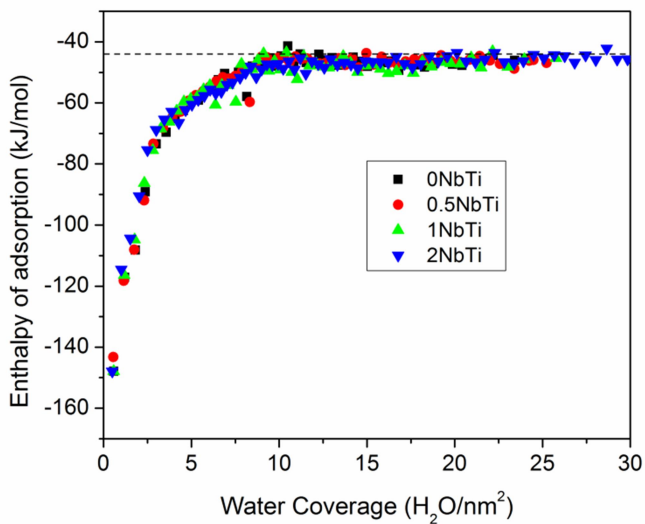 -40
-60
-80
-100
-120
-140
-160
Enthalpy of adsorption (kJ/mol)
0NbTi
0.5NbTi
1NbTi
2NbTi
0 5 10 15 20 25 30
Water Coverage (H₂O/nm²)